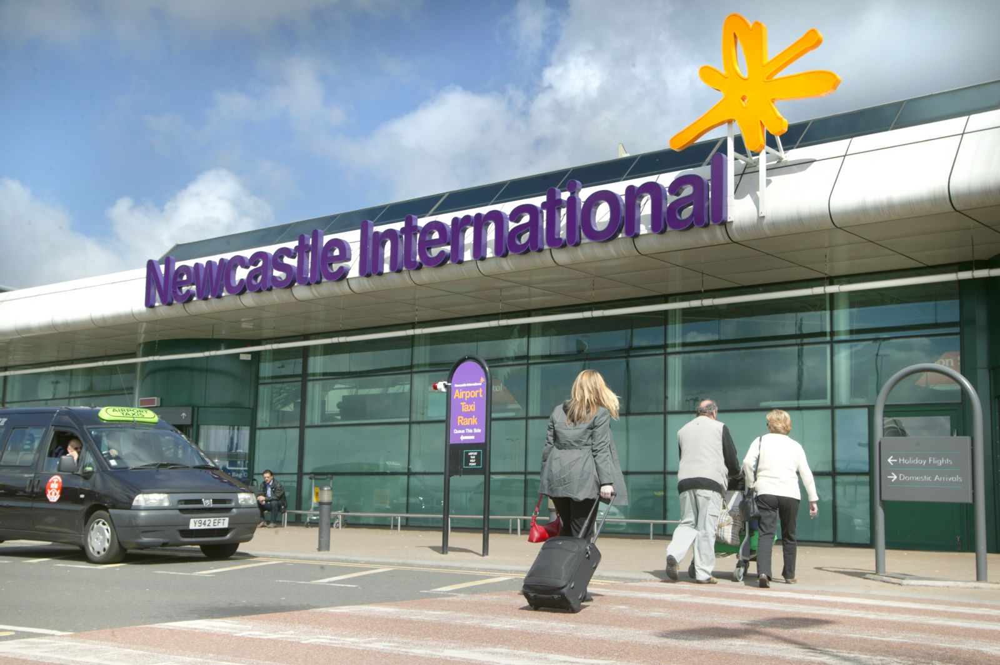 Newcastle International
Newcastle International
Airport
Taxi
Rank
Queue This Side
AIRPORT
TAXI
HELP
POINT
AIRPORT
TAXIS
Y942 EFT
← Holiday Flights
→ Domestic Arrivals